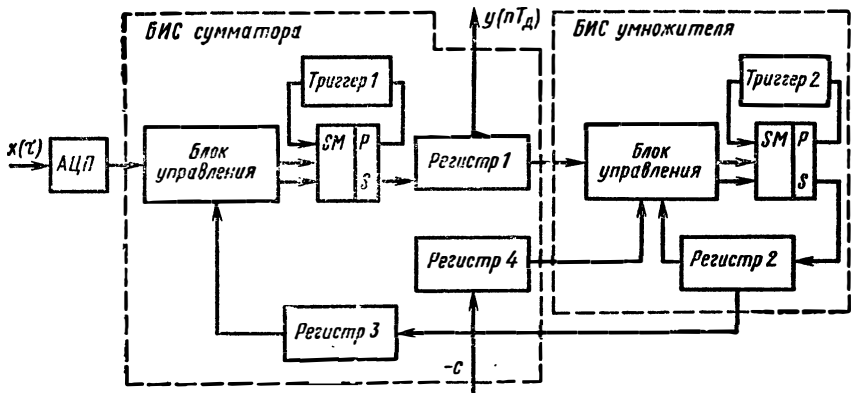 БИС сумматора
y(nTд)
БИС умножителя
Триггер 1
Триггер 2
x(τ)
АЦП
Блок
управления
SM
P
S
Регистр 1
Блок
управления
SM
P
S
Регистр 4
Регистр 2
Регистр 3
-c